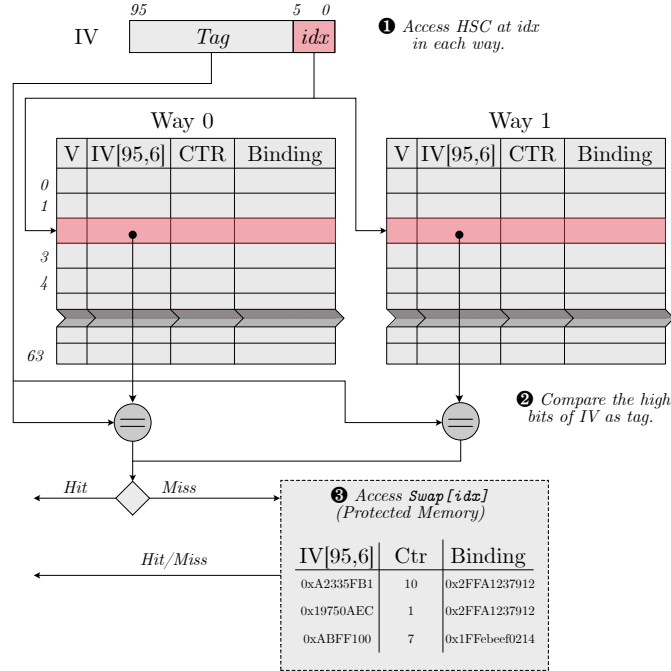 95 5 0
IV Tag idx
❶ Access HSC at idx
in each way.
Way 0 Way 1
V IV[95,6] CTR Binding V IV[95,6] CTR Binding
0
1
3
4
63
❷ Compare the high
bits of IV as tag.
Hit Miss
❸ Access Swap[idx]
(Protected Memory)
Hit/Miss
IV[95,6] Ctr Binding
0xA2335FB1 10 0x2FFA1237912
0x19750AEC 1 0x2FFA1237912
0xABFF100 7 0x1FFebeef0214